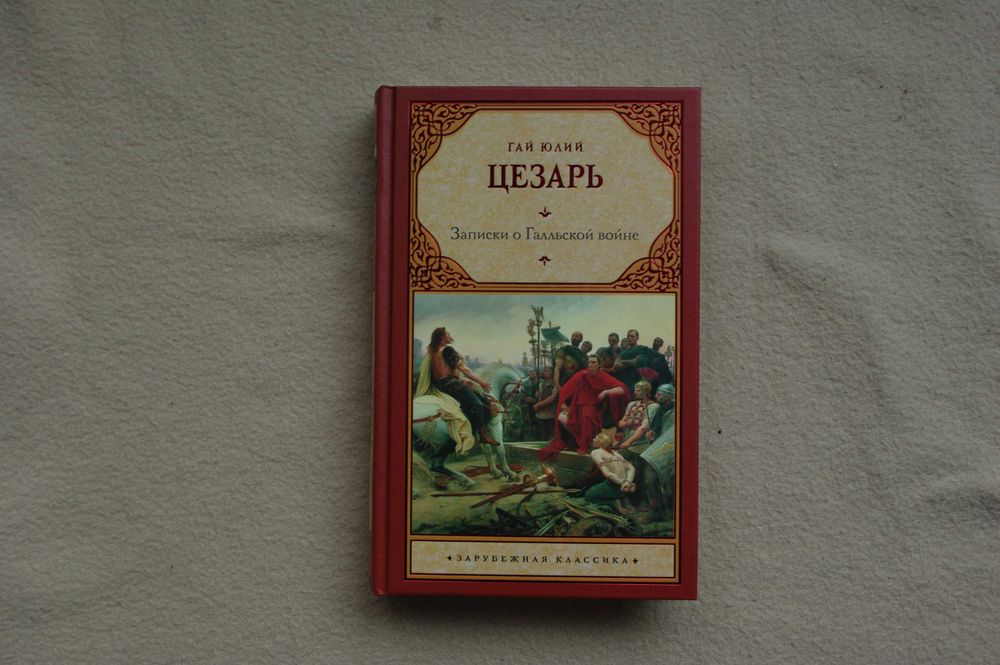 ГАЙ ЮЛИЙ
ЦЕЗАРЬ
Записки о Галльской войне
ЗАРУБЕЖНАЯ КЛАССИКА